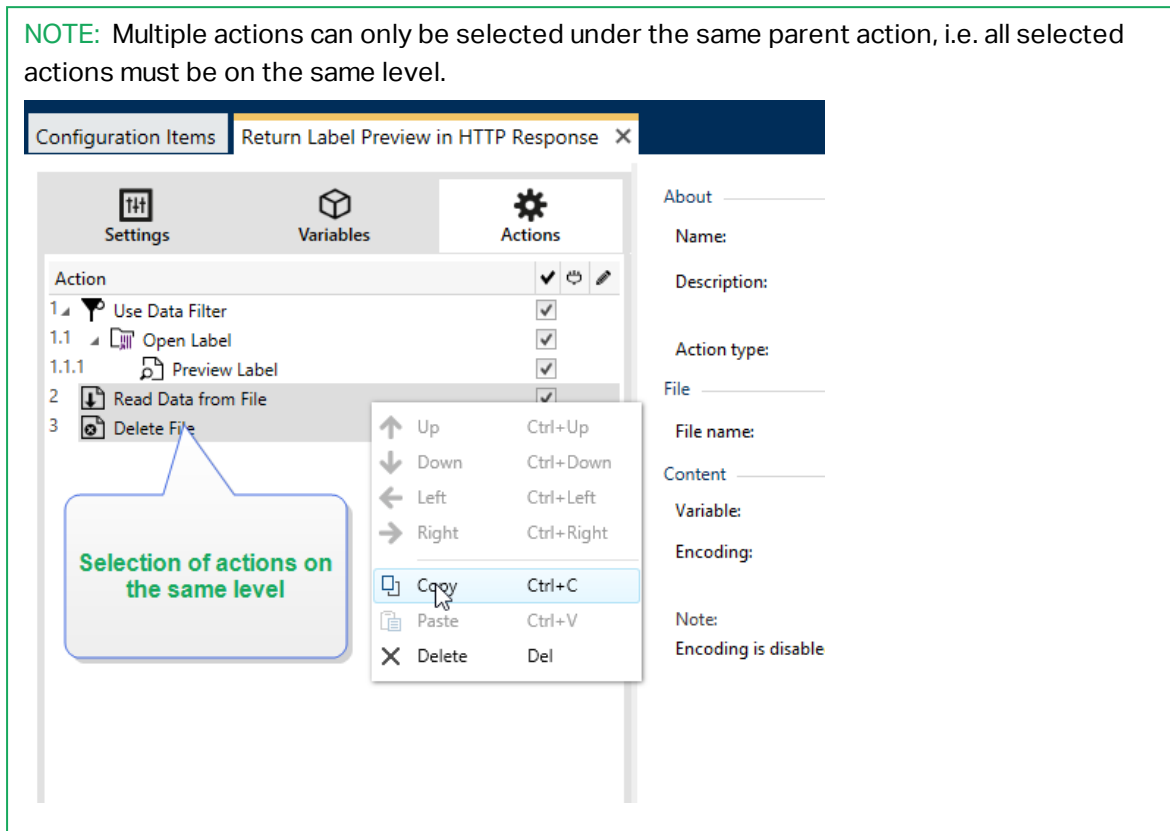 NOTE: Multiple actions can only be selected under the same parent action, i.e. all selected
actions must be on the same level.
Configuration Items
Return Label Preview in HTTP Response
Settings
Variables
Actions
Action
1 Use Data Filter
1.1 Open Label
1.1.1 Preview Label
2 Read Data from File
3 Delete File
Selection of actions on
the same level
Up Ctrl+Up
Down Ctrl+Down
Left Ctrl+Left
Right Ctrl+Right
Copy Ctrl+C
Paste Ctrl+V
Delete Del
About
Name:
Description:
Action type:
File
File name:
Content
Variable:
Encoding:
Note:
Encoding is disable